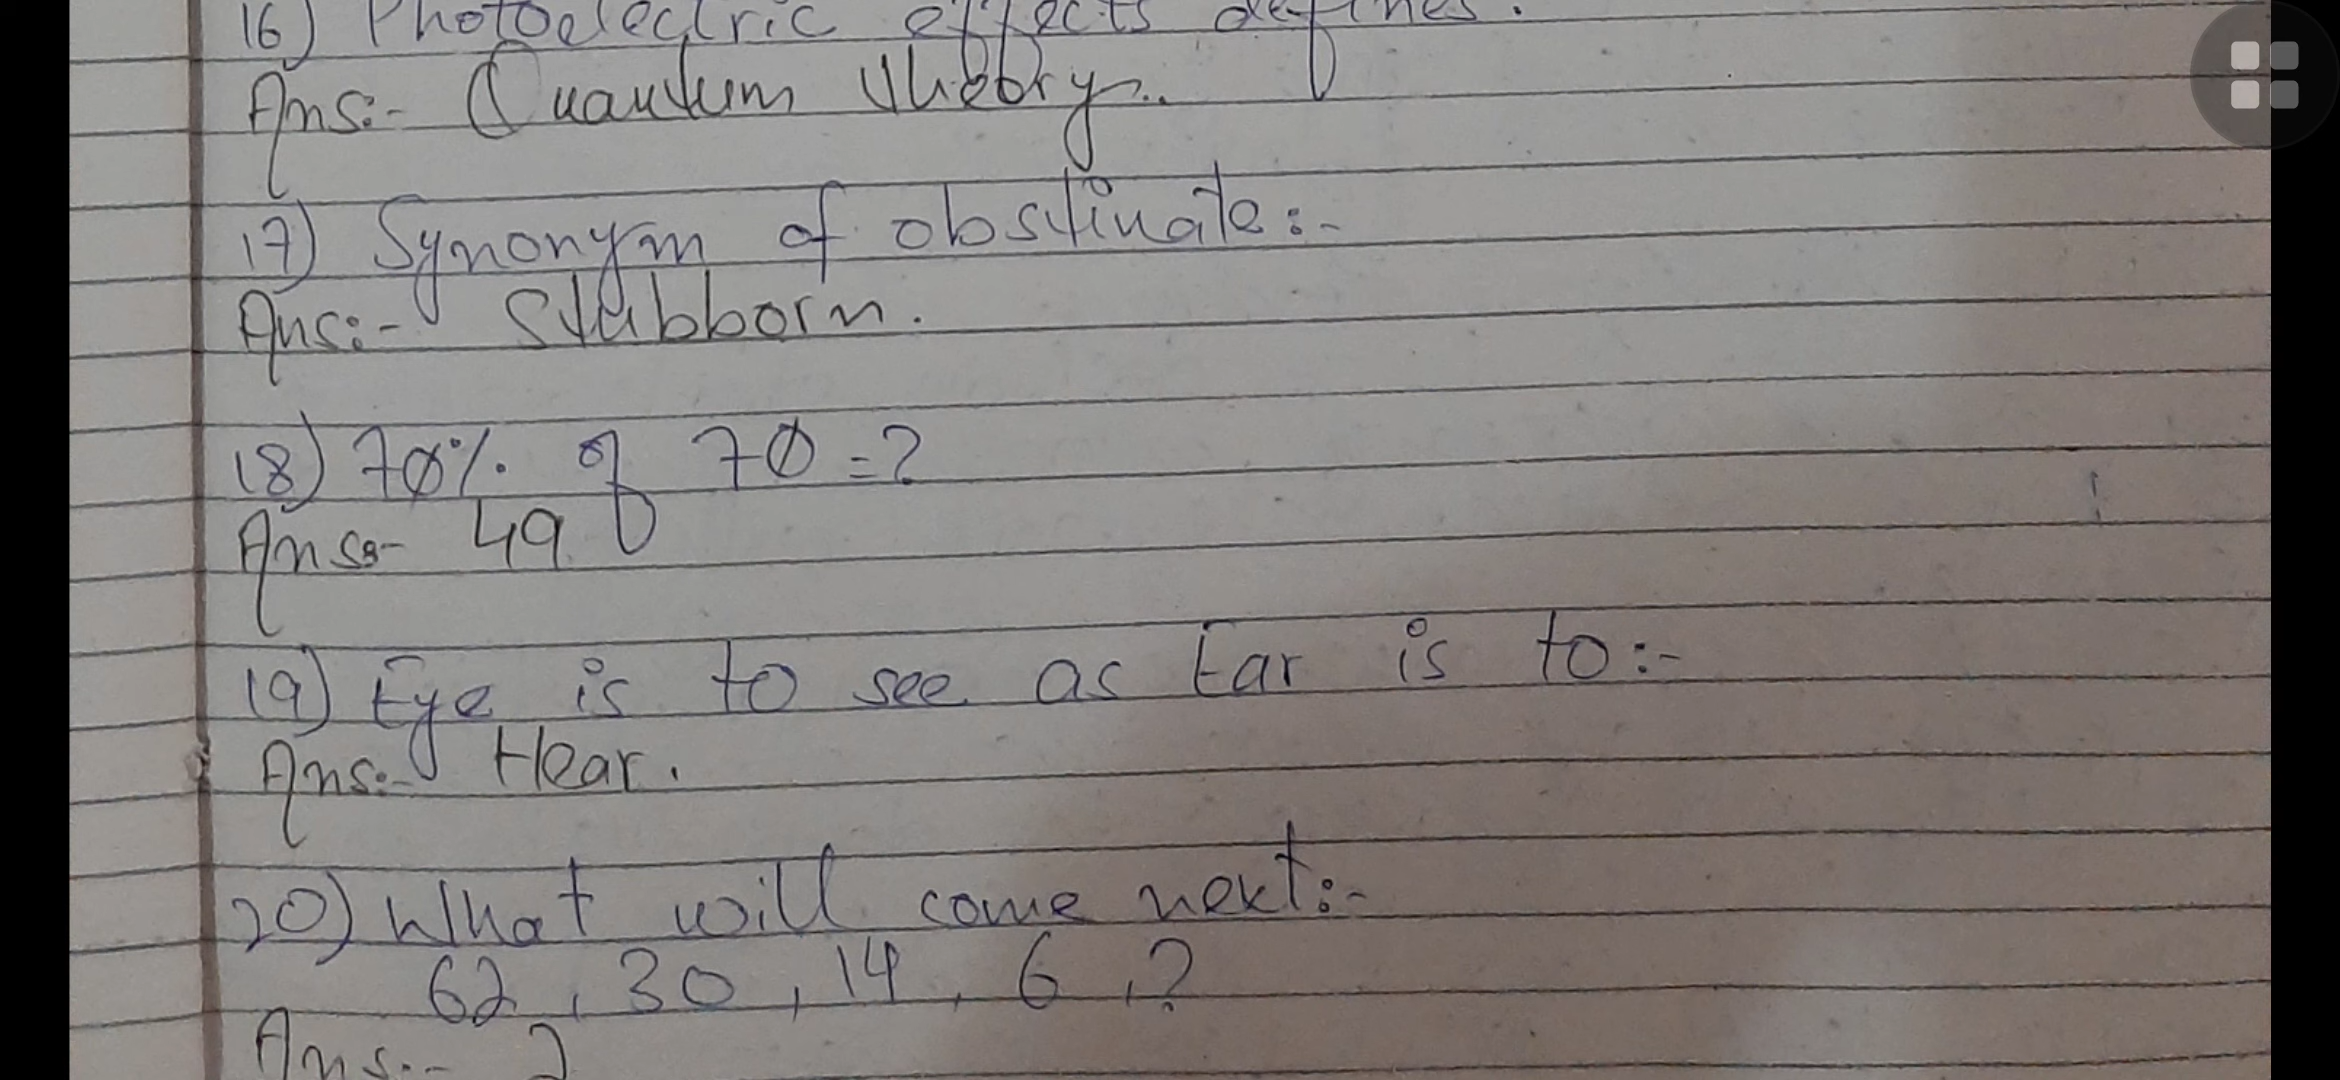 16) Photoelectric effects defines.
Ans:- Quantum theory.
17) Synonym of obstinate:-
Ans:- Stubborn.
18) 70% of 70 = ?
Ans:- 49
19) Eye is to see as Ear is to:-
Ans:- Hear.
20) What will come next:-
62, 30, 14, 6, ?
Ans:- 2